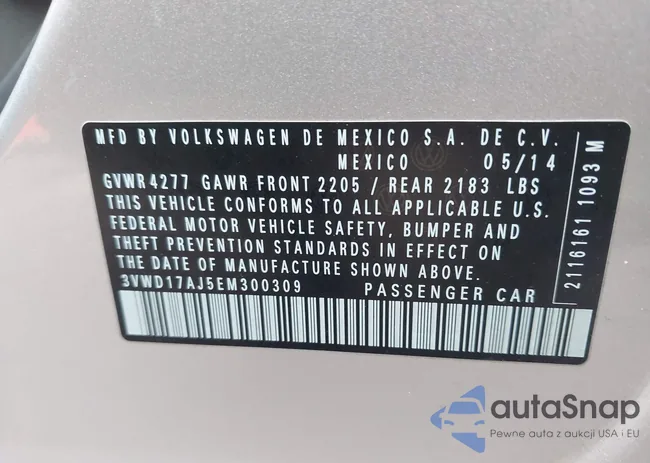 MFD BY VOLKSWAGEN DE MEXICO S.A. DE C.V.
MEXICO 05/14
GVWR 4277 GAWR FRONT 2205 / REAR 2183 LBS
THIS VEHICLE CONFORMS TO ALL APPLICABLE U.S.
FEDERAL MOTOR VEHICLE SAFETY, BUMPER AND
THEFT PREVENTION STANDARDS IN EFFECT ON
THE DATE OF MANUFACTURE SHOWN ABOVE.
3VWD17AJ5EM300309 PASSENGER CAR
2116161 1093 M
autoSnap
Pewne auta z aukcji USA i EU